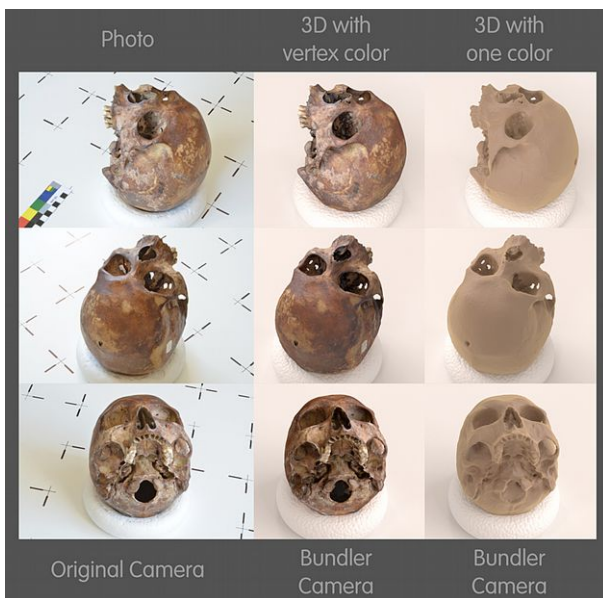 Photo
3D with
vertex color
3D with
one color
Original Camera
Bundler
Camera
Bundler
Camera